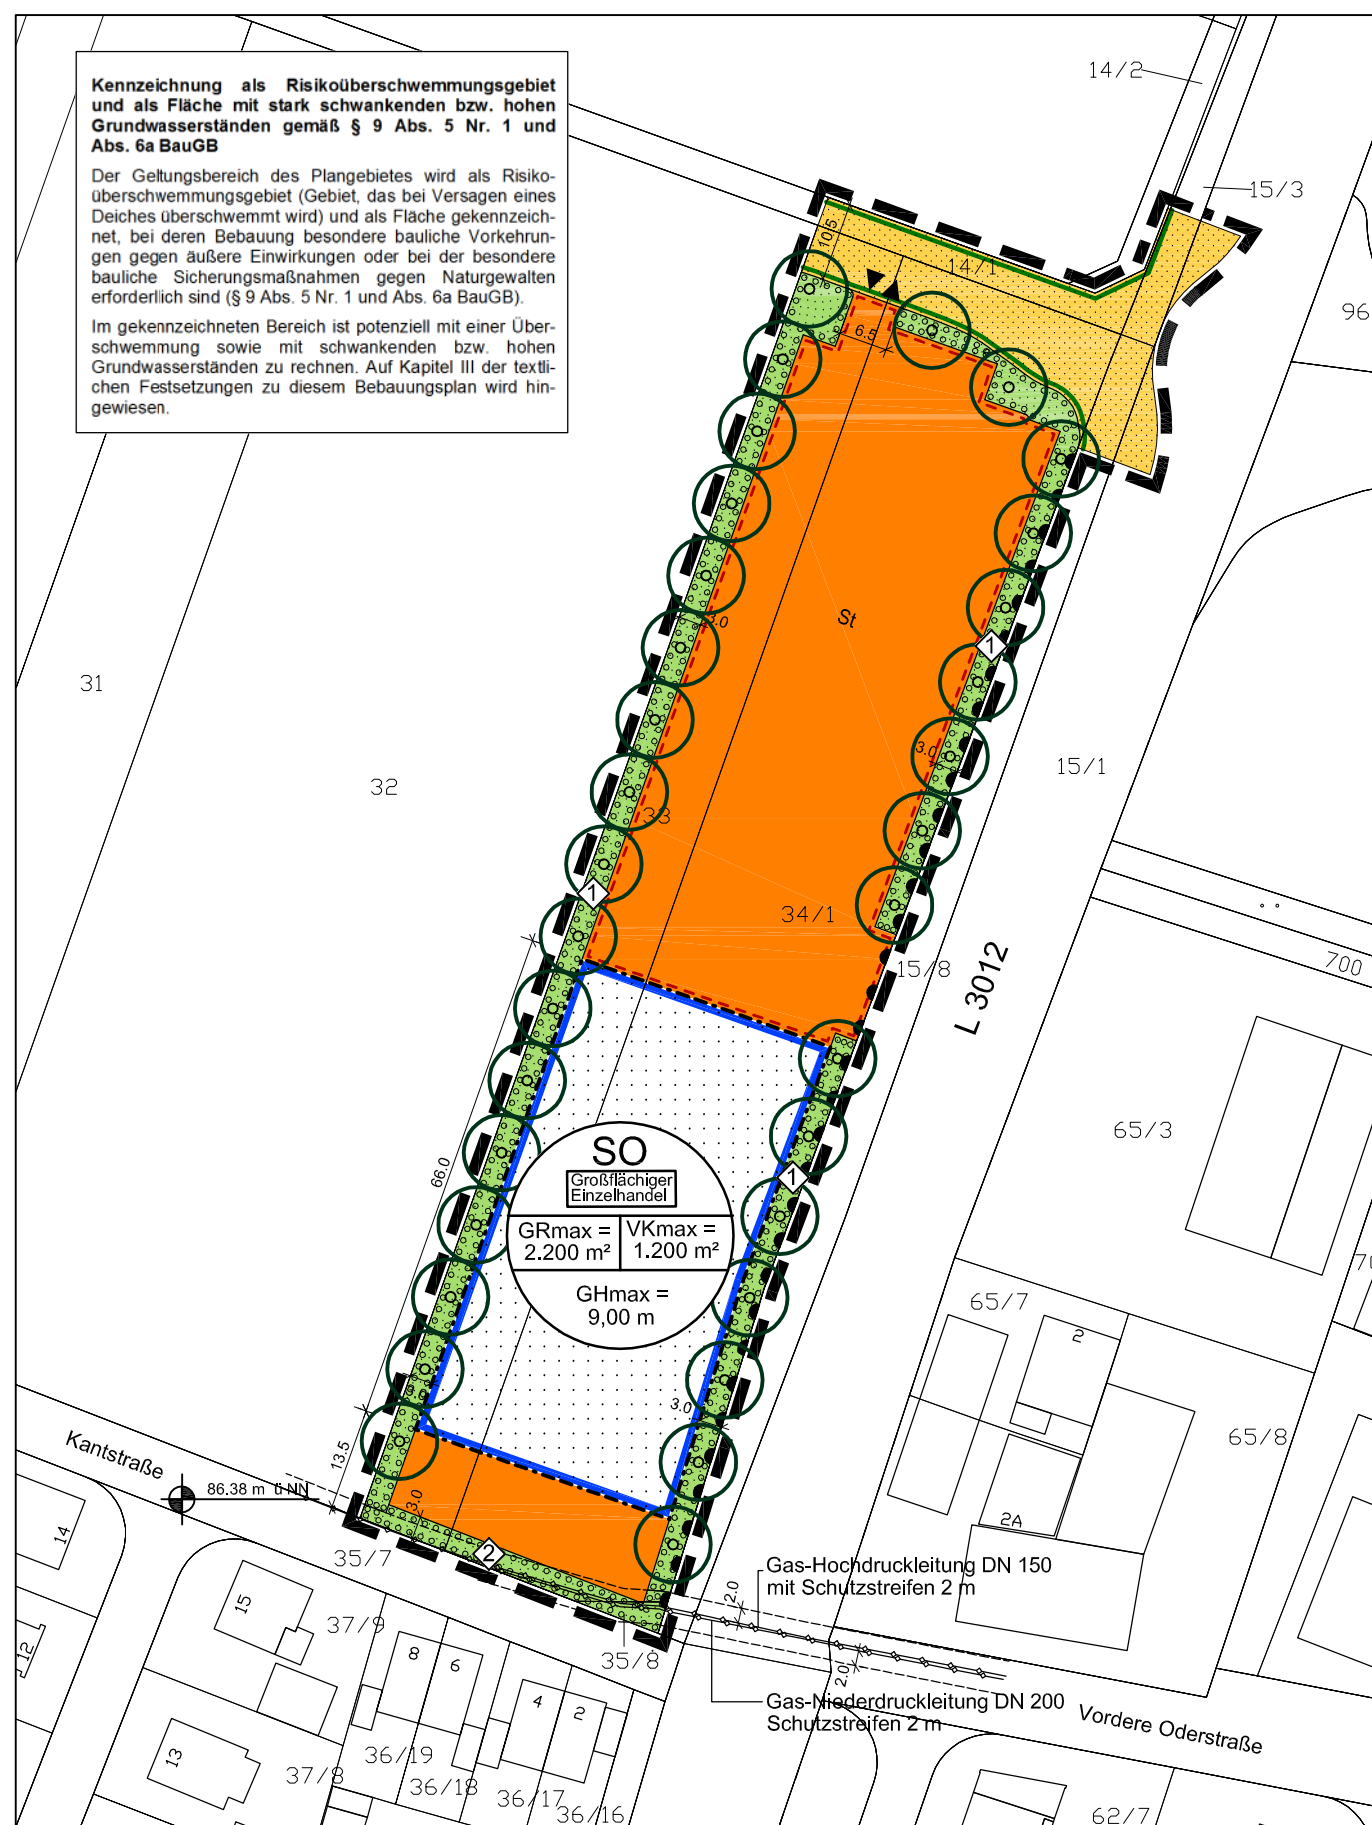 Kennzeichnung als Risikoüberschwemmungsgebiet
und als Fläche mit stark schwankenden bzw. hohen
Grundwasserständen gemäß § 9 Abs. 5 Nr. 1 und
Abs. 6a BauGB
Der Geltungsbereich des Plangebietes wird als Risiko-
überschwemmungsgebiet (Gebiet, das bei Versagen eines
Deiches überschwemmt wird) und als Fläche gekennzeich-
net, bei deren Bebauung besondere bauliche Vorkehrun-
gen gegen äußere Einwirkungen oder bei der besondere
bauliche Sicherungsmaßnahmen gegen Naturgewalten
erforderlich sind (§ 9 Abs. 5 Nr. 1 und Abs. 6a BauGB).
Im gekennzeichneten Bereich ist potenziell mit einer Über-
schwemmung sowie mit schwankenden bzw. hohen
Grundwasserständen zu rechnen. Auf Kapitel III der textli-
chen Festsetzungen zu diesem Bebauungsplan wird hin-
gewiesen.
14/2
15/3
10.5
14/1
96
6.5
St
3.0
1
31
3.0
15/1
32
33
1
34/1
15/8
L 3012
700
65/3
66.0
1
SO
Großflächiger
Einzelhandel
GRmax =
2.200 m²
VKmax =
1.200 m²
GHmax =
9,00 m
65/7
2
3.0
3.0
65/8
Kantstraße
13.5
86.38 m ü NN
3.0
14
2A
35/7
2
Gas-Hochdruckleitung DN 150
mit Schutzstreifen 2 m
2.0
15
37/9
12
8
6
35/8
2.0
4
2
Gas-Niederdruckleitung DN 200
Schutzstreifen 2 m
Vordere Oderstraße
13
36/19
37/8
36/18
36/17
36/16
62/7